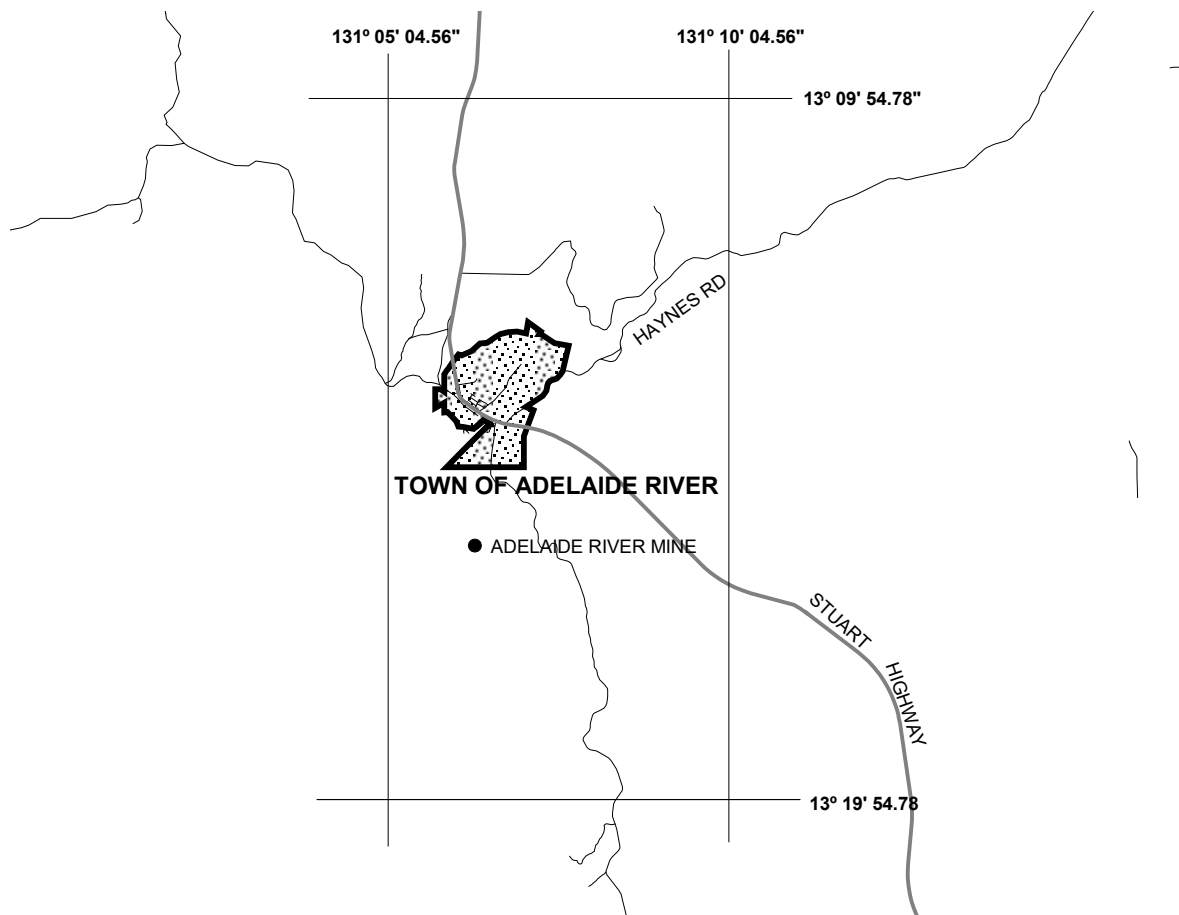 131º 05' 04.56"
131º 10' 04.56"
13º 09' 54.78"
HAYNES RD
TOWN OF ADELAIDE RIVER
ADELAIDE RIVER MINE
STUART
HIGHWAY
13º 19' 54.78